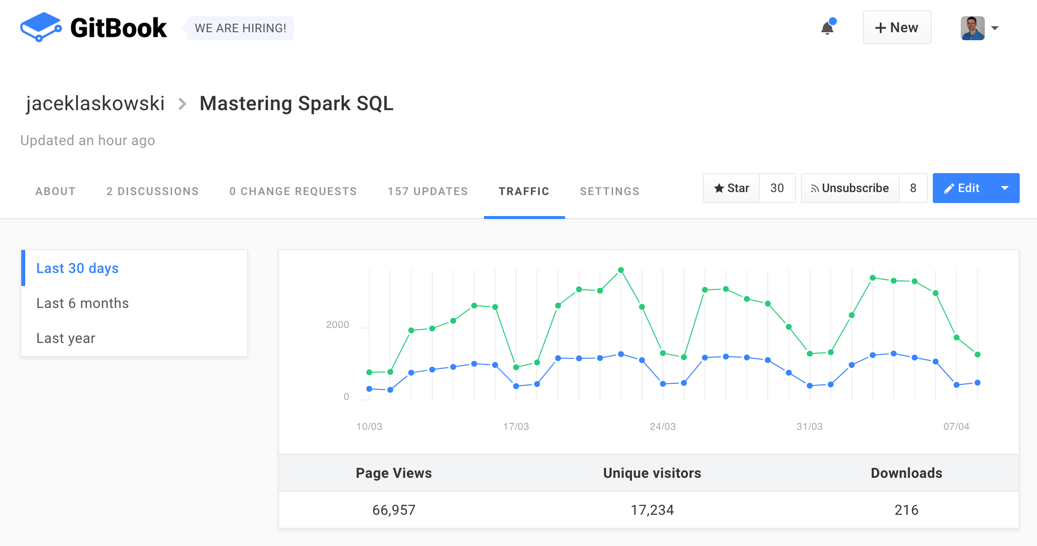 GitBook WE ARE HIRING! + New
jaceklaskowski > Mastering Spark SQL
Updated an hour ago
ABOUT 2 DISCUSSIONS 0 CHANGE REQUESTS 157 UPDATES TRAFFIC SETTINGS Star 30 Unsubscribe 8 Edit
Last 30 days
Last 6 months
Last year
2000
0
10/03 17/03 24/03 31/03 07/04
Page Views Unique visitors Downloads
66,957 17,234 216